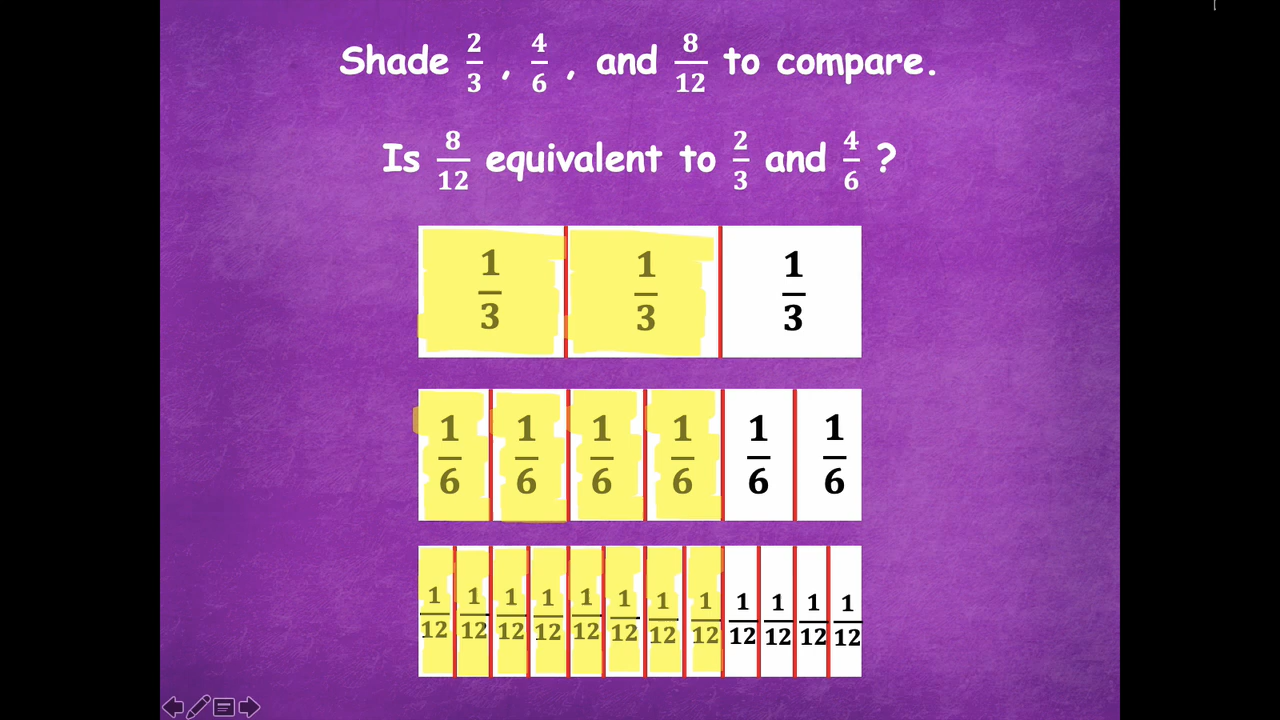 Shade 2/3 , 4/6 , and 8/12 to compare.
Is 8/12 equivalent to 2/3 and 4/6 ?
1/3 1/3 1/3
1/6 1/6 1/6 1/6 1/6 1/6
1/12 1/12 1/12 1/12 1/12 1/12 1/12 1/12 1/12 1/12 1/12 1/12